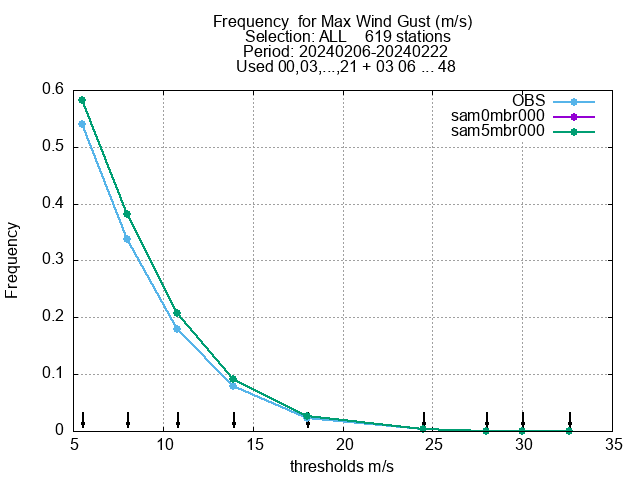 Frequency  for Max Wind Gust (m/s)
Selection: ALL    619 stations
Period: 20240206-20240222
Used 00,03,...,21 + 03 06 ... 48
OBS
sam0mbr000
sam5mbr000
0.6
0.5
0.4
0.3
0.2
0.1
0
Frequency
5 10 15 20 25 30 35
thresholds m/s